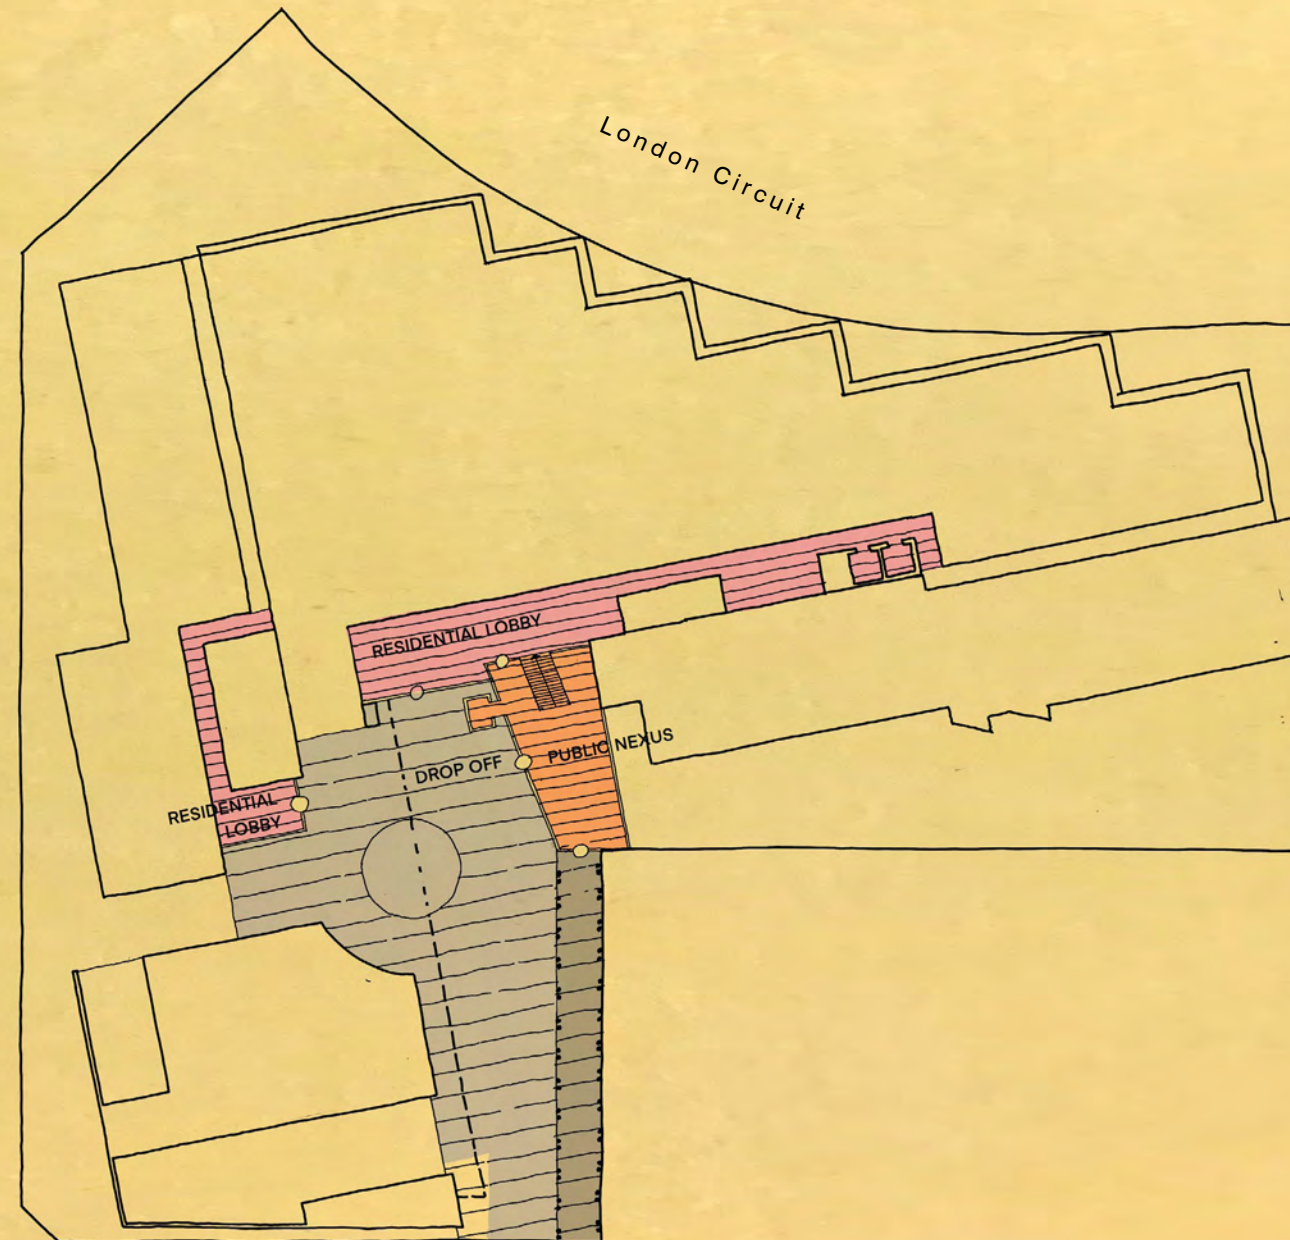 London Circuit
RESIDENTIAL LOBBY
PUBLIC NEXUS
DROP OFF
RESIDENTIAL
LOBBY